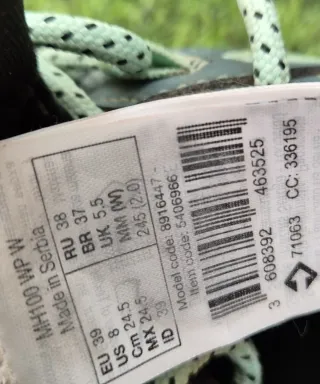 MH100 WP W
Made in Serbia
RU 38
BR 37
UK 5.5
MM (W)
245 (2.0)
EU 39
US 8
Cm 24.5
MX 24.5
ID 39
Model code: 8916447 -
Item code: 5406966
3 608392 463525
71063 CC: 336195